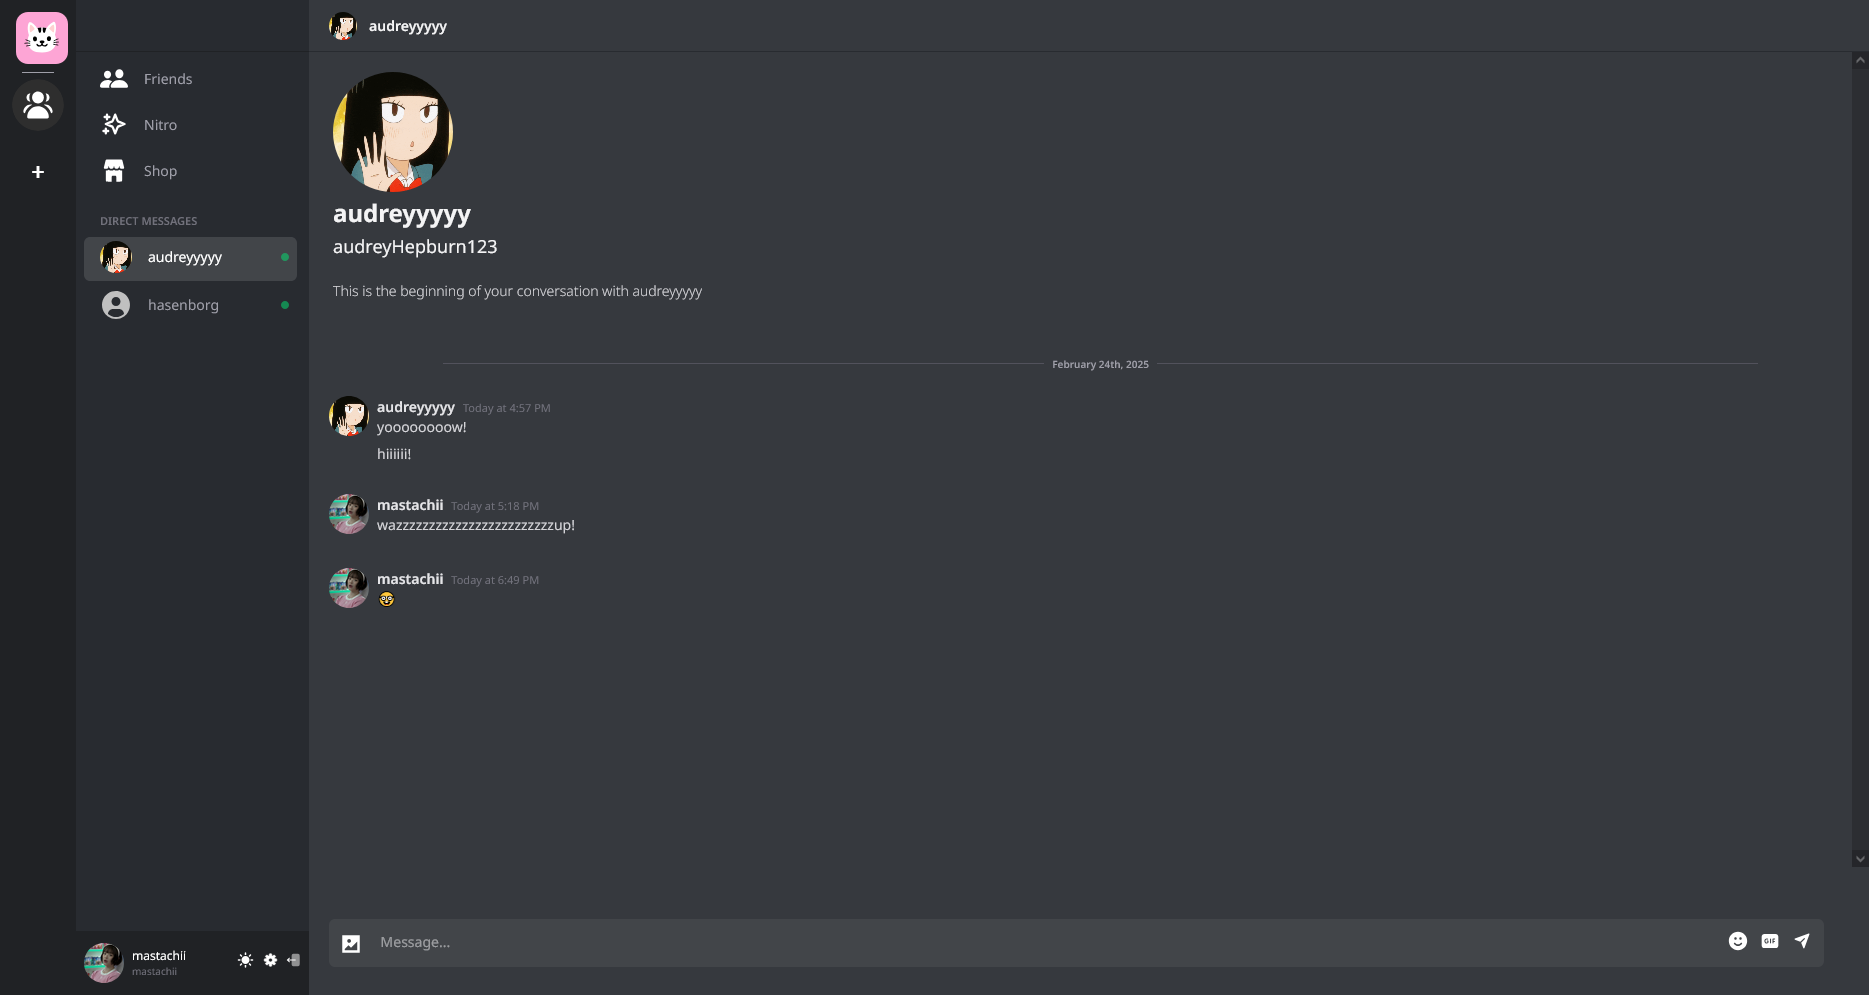 audreyyyyy
Friends
Nitro
Shop
DIRECT MESSAGES
audreyyyyy
hasenborg
audreyyyyy
audreyHepburn123
This is the beginning of your conversation with audreyyyyy
February 24th, 2025
audreyyyyy Today at 4:57 PM
yoooooooow!
hiiiiiii!
mastachii Today at 5:18 PM
wazzzzzzzzzzzzzzzzzzzzzzzzup!
mastachii Today at 6:49 PM
🤓
Message...
GIF
mastachii
mastachii